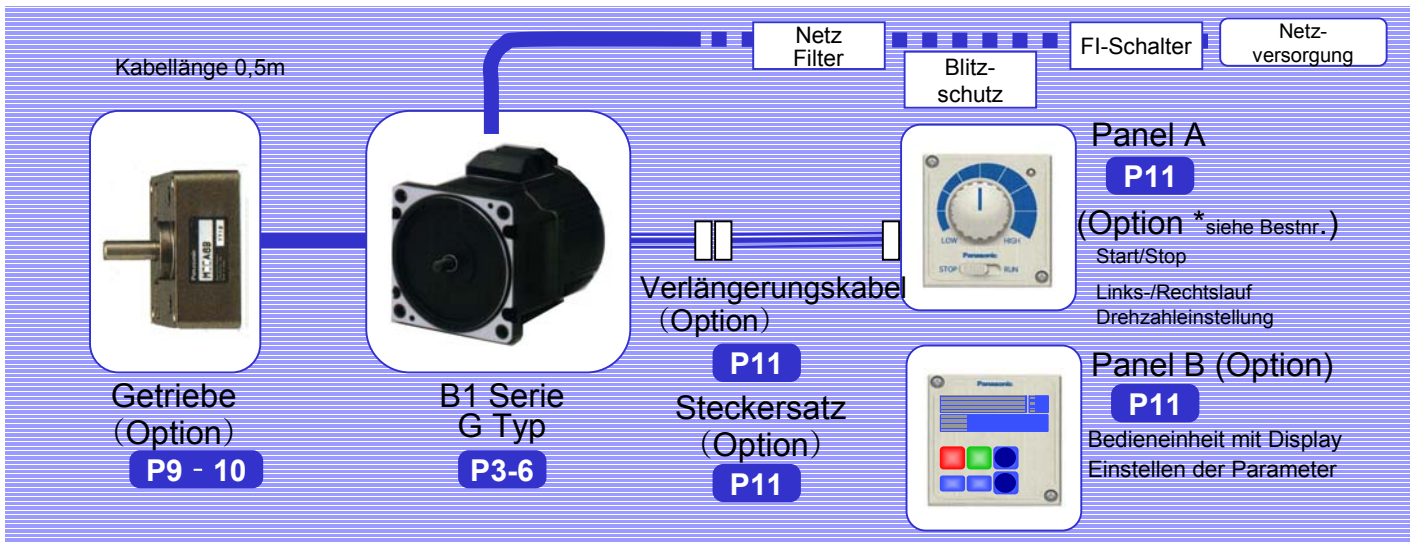 Netz
Filter
FI-Schalter
Netz-
versorgung
Kabellänge 0,5m
Blitz-
schutz
Panasonic
LOW
HIGH
Panasonic
STOP
RUN
Panel A
P11
(Option *siehe Bestnr.)
Start/Stop
Links-/Rechtslauf
Drehzahleinstellung
Verlängerungskabel
（Option）
P11
Getriebe
（Option）
P9 - 10
B1 Serie
G Typ
P3-6
Steckersatz
（Option）
P11
Panasonic
Panel B (Option)
P11
Bedieneinheit mit Display
Einstellen der Parameter